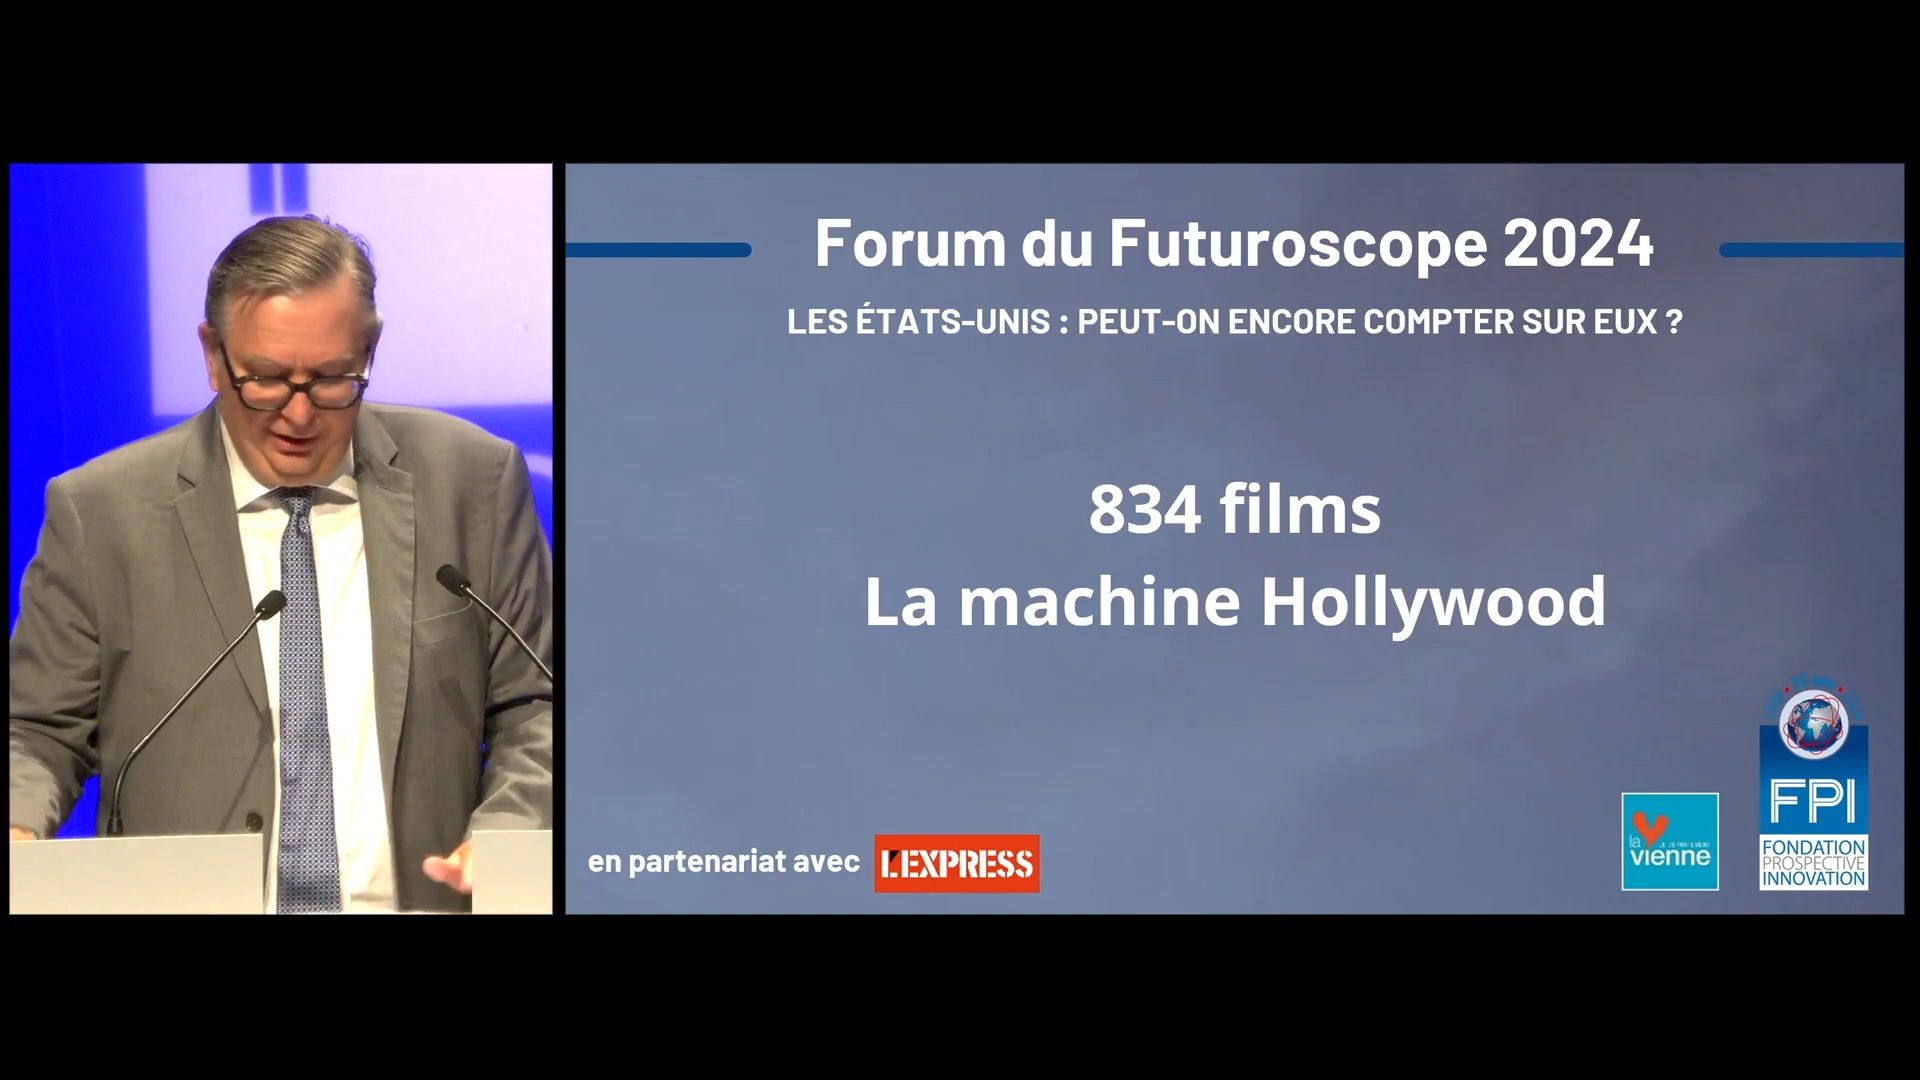 Forum du Futuroscope 2024
LES ÉTATS-UNIS : PEUT-ON ENCORE COMPTER SUR EUX ?
834 films
La machine Hollywood
en partenariat avec
L'EXPRESS
la
vienne
FPI
FONDATION
PROSPECTIVE
INNOVATION